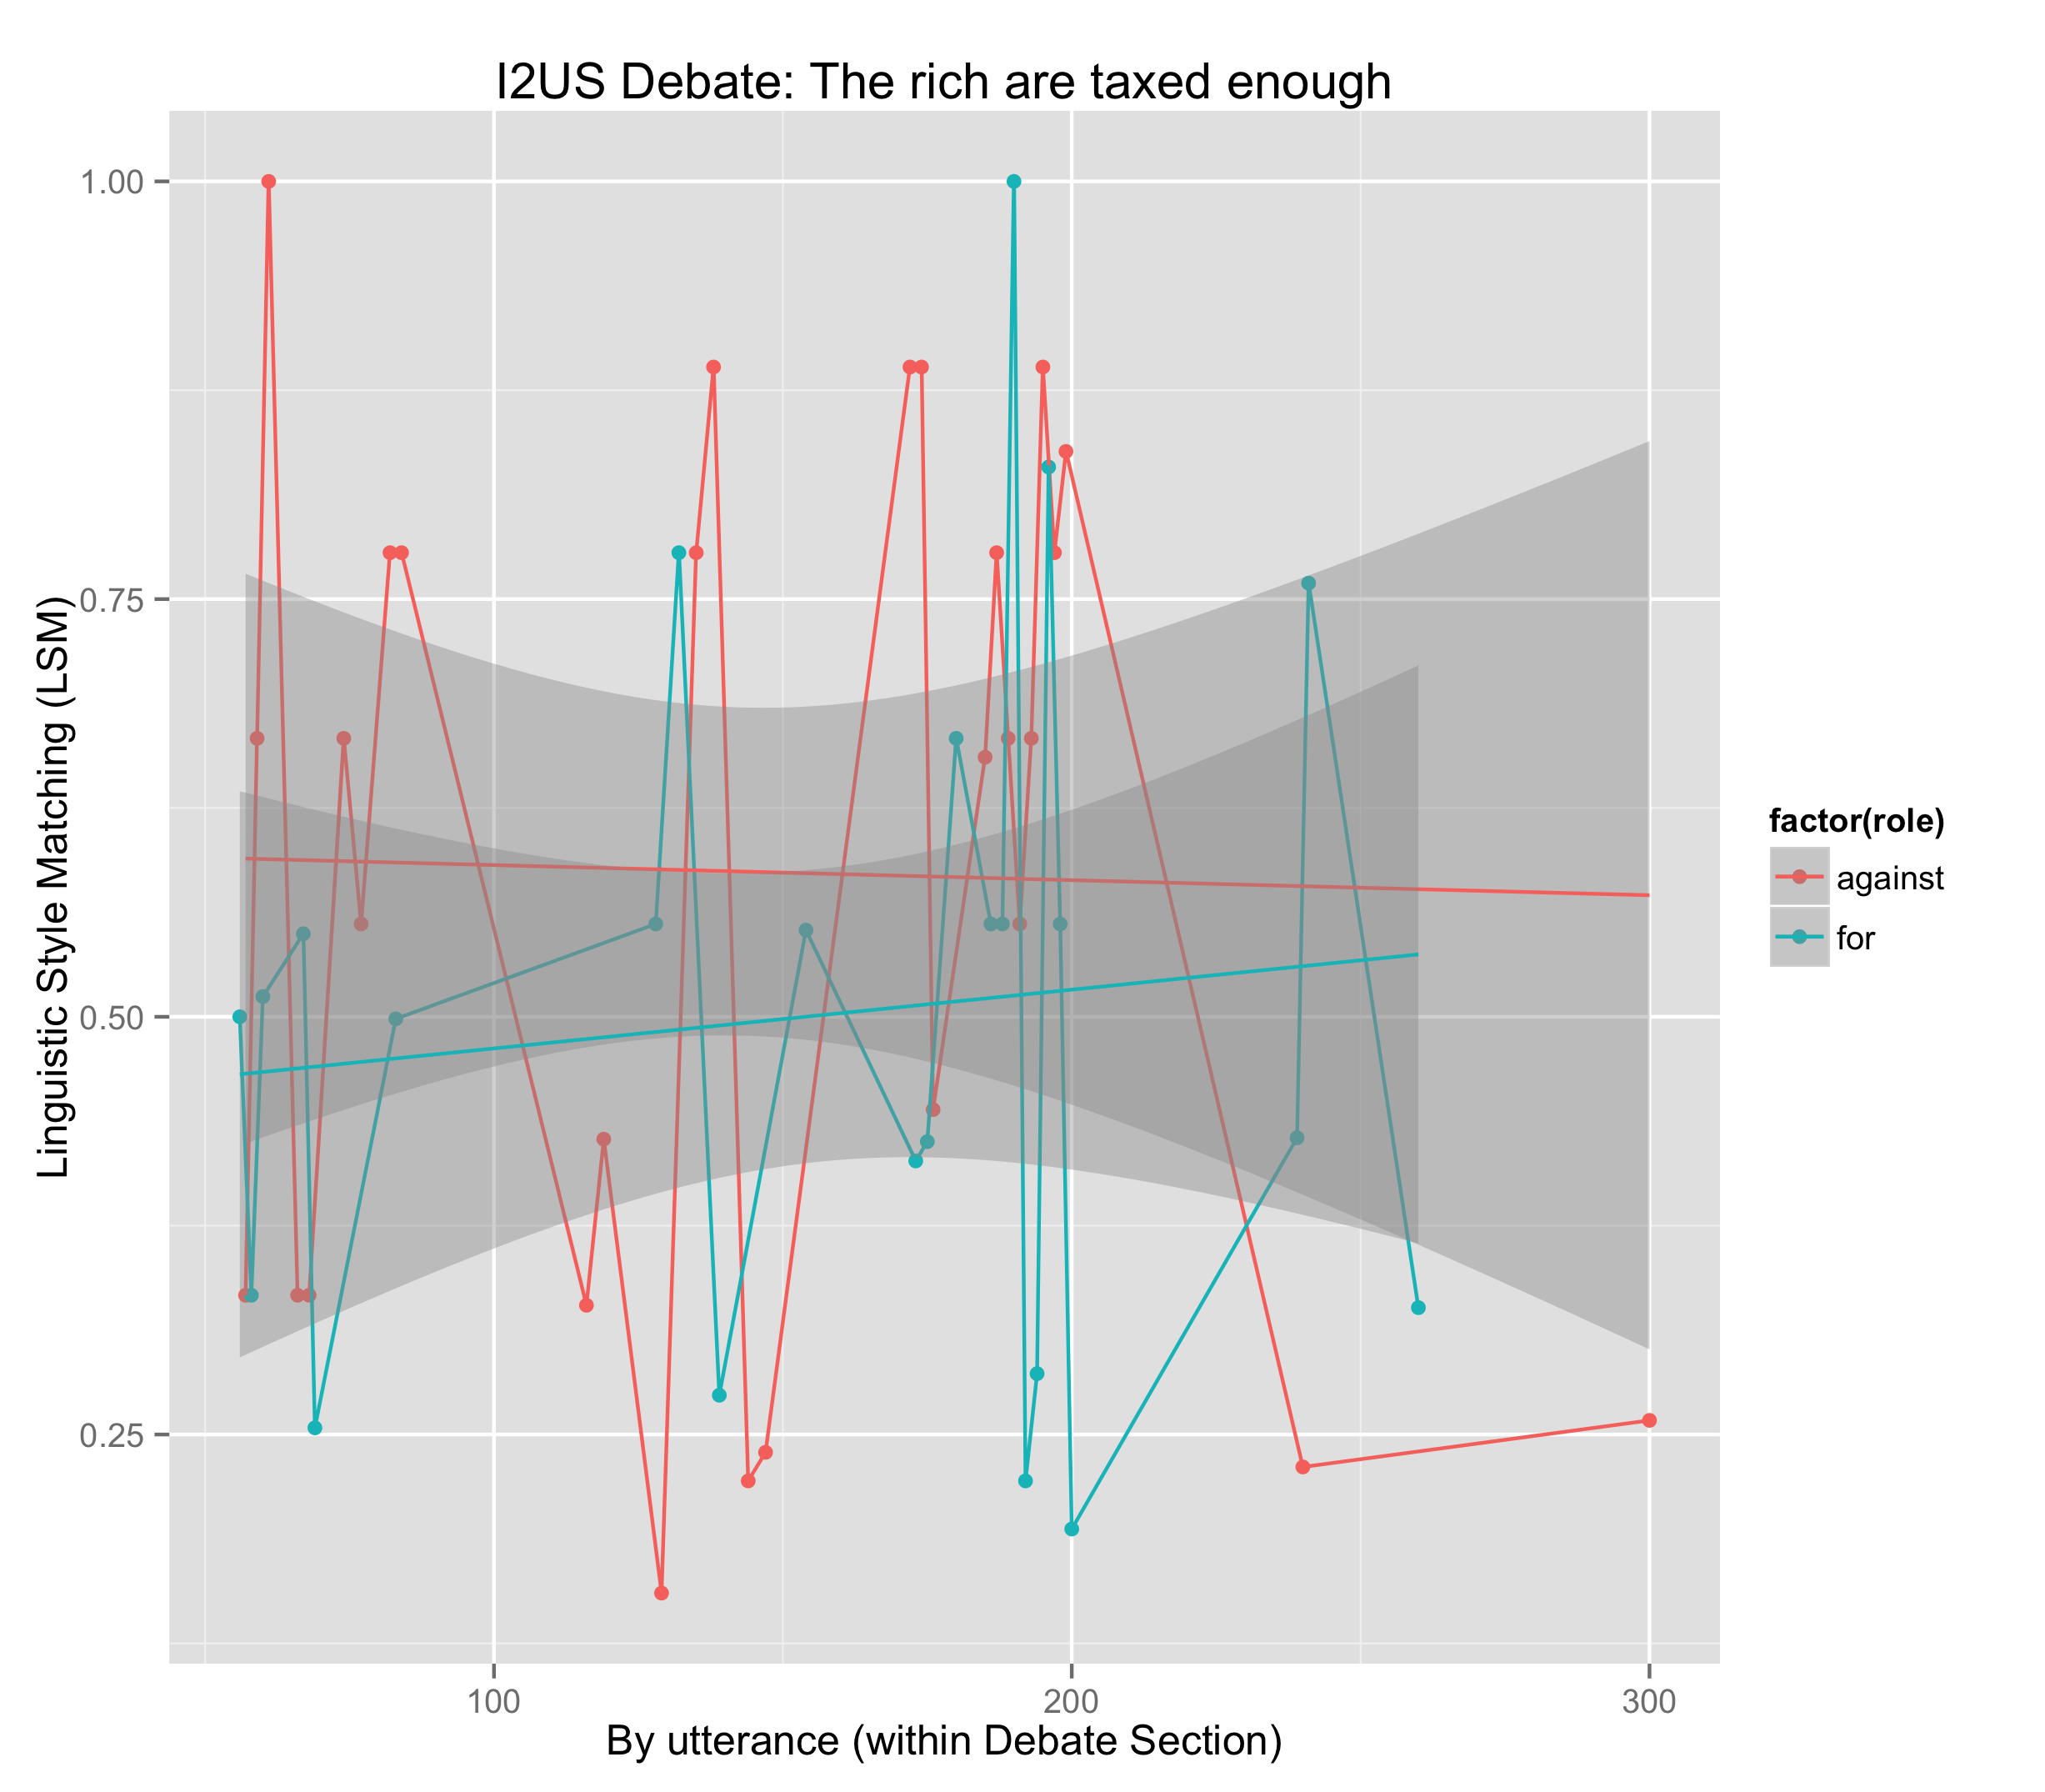 I2US Debate: The rich are taxed enough
1.00
0.75
0.50
0.25
Linguistic Style Matching (LSM)
100
200
300
By utterance (within Debate Section)
factor(role)
against
for